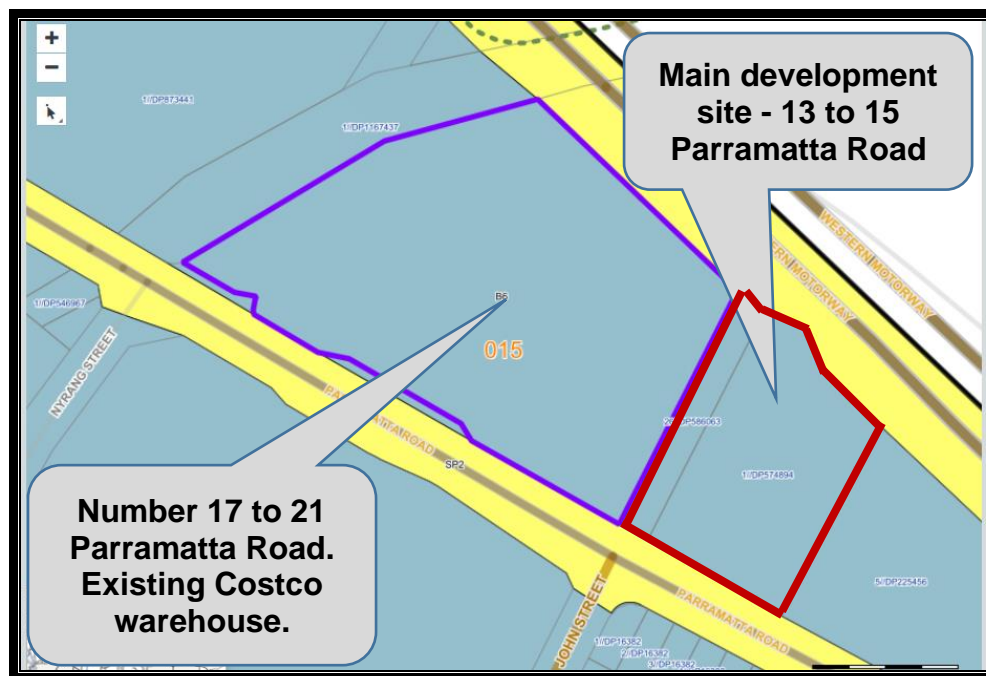 +
−
Main development
site - 13 to 15
Parramatta Road
1//DP873441
1//DP1167437
WESTERN MOTORWAY
ERN MOTORWAY
B6
015
1//DP546967
NYRANG STREET
PARRAMATTA ROAD
SP2
1//DP574894
Number 17 to 21
Parramatta Road.
Existing Costco
warehouse.
JOHN STREET
PARRAMATTA ROAD
5//DP225456
1//DP16382
2//DP16382
3//DP16382